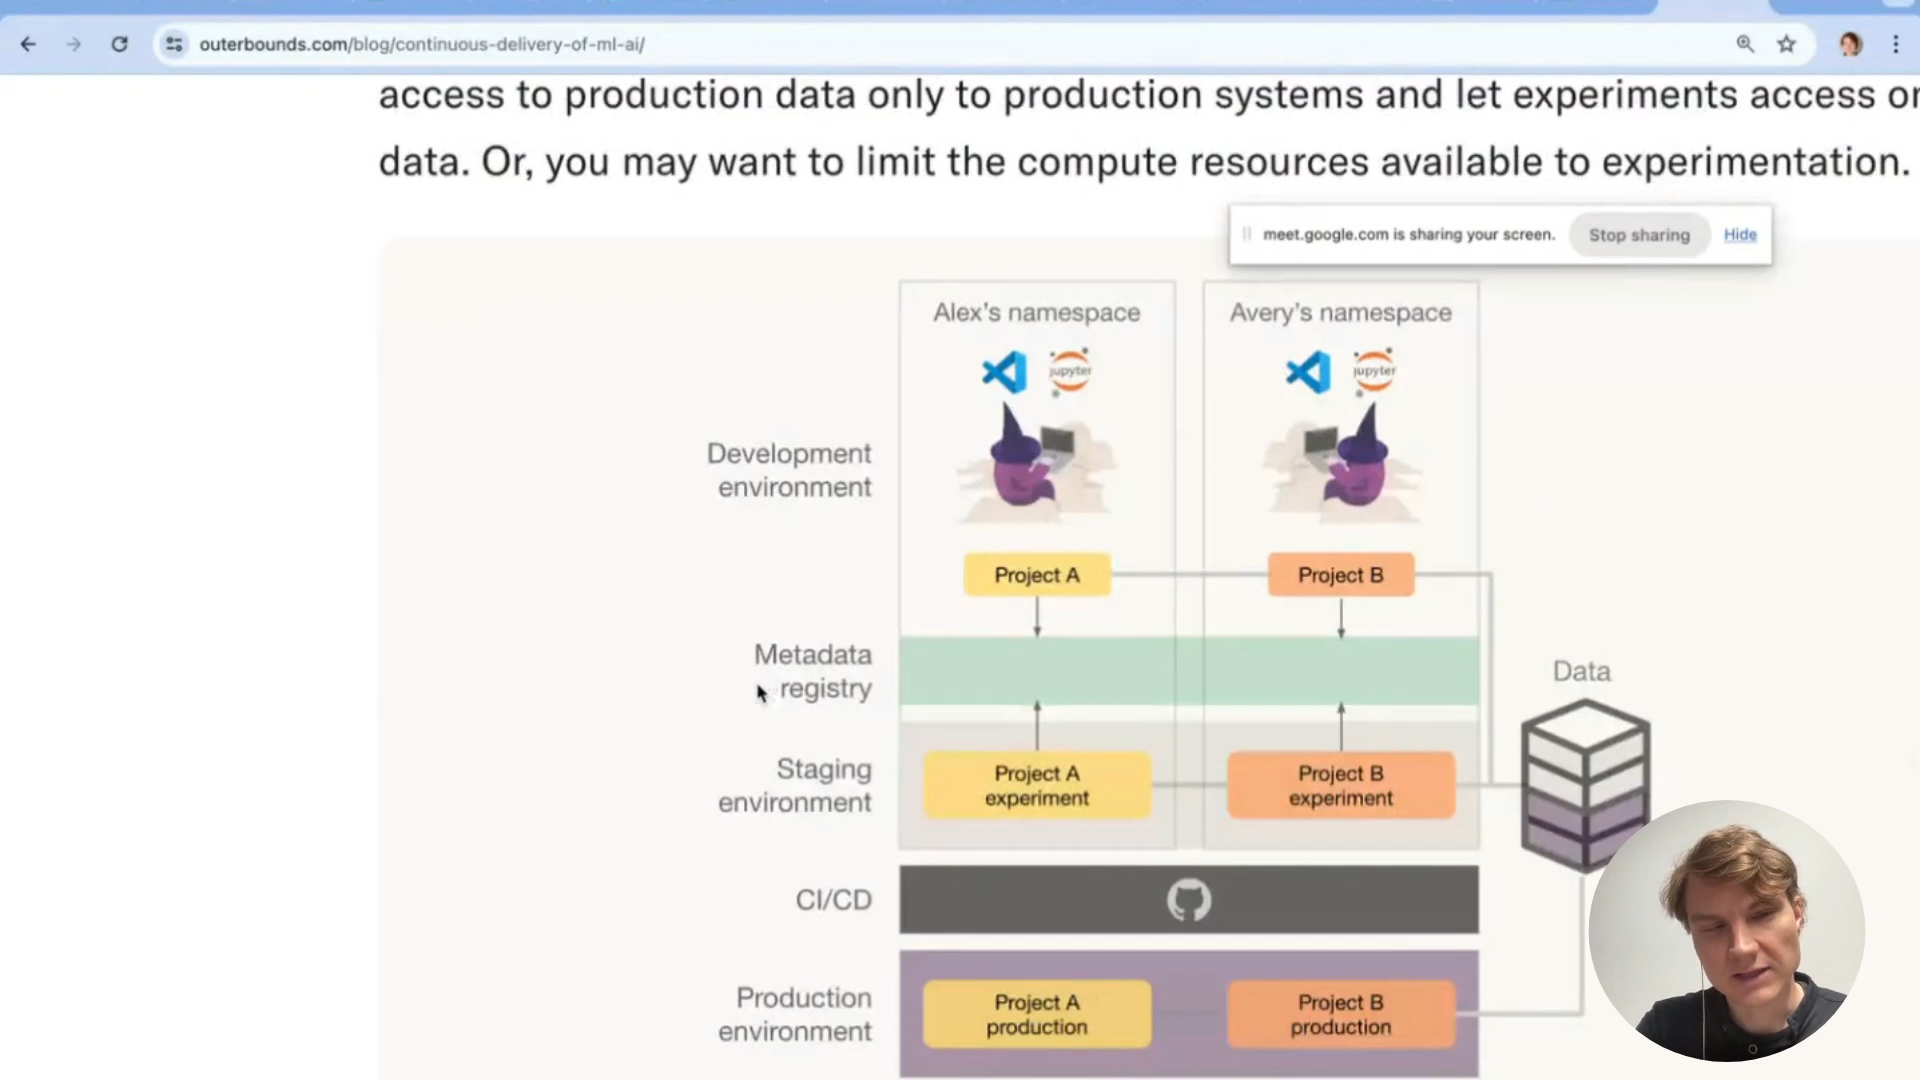 outerbounds.com/blog/continuous-delivery-of-ml-ai/
access to production data only to production systems and let experiments access
data. Or, you may want to limit the compute resources available to experimentation.
meet.google.com is sharing your screen. Stop sharing Hide
Alex's namespace
Avery's namespace
jupyter
jupyter
Development
environment
Project A
Project B
Metadata
registry
Data
Staging
environment
Project A
experiment
Project B
experiment
CI/CD
Production
environment
Project A
production
Project B
production